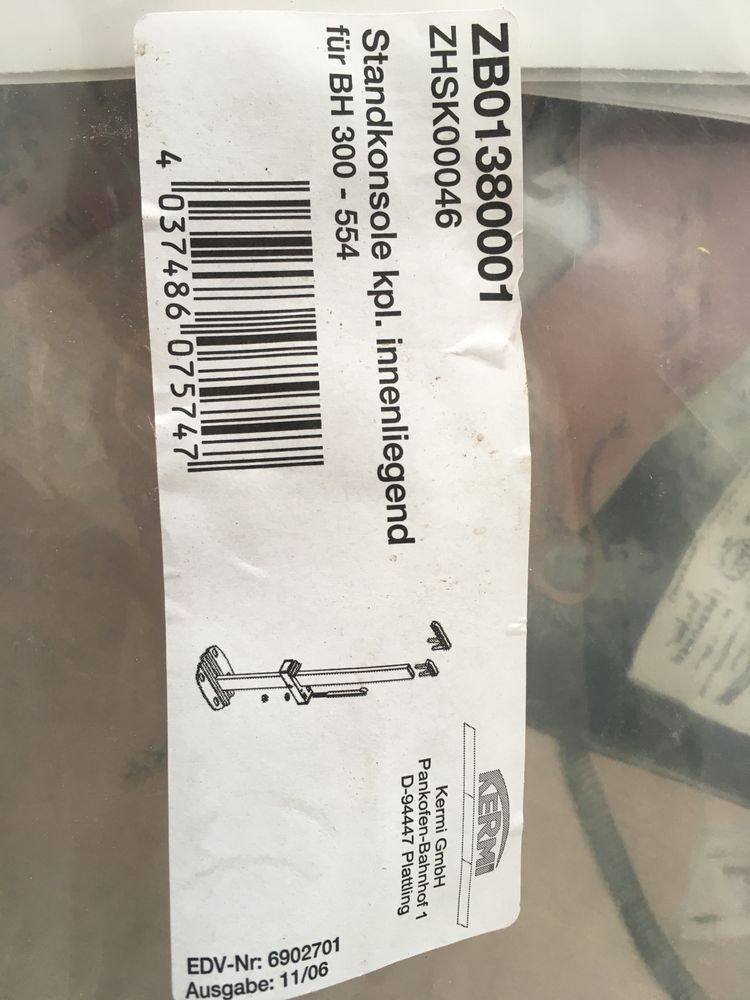 ZB01380001
ZHSK00046
Standkonsole kpl. innenliegend
für BH 300 - 554
4 037486 075747
KERMI
Kermi GmbH
Pankofen-Bahnhof 1
D-94447 Plattling
EDV-Nr: 6902701
Ausgabe: 11/06